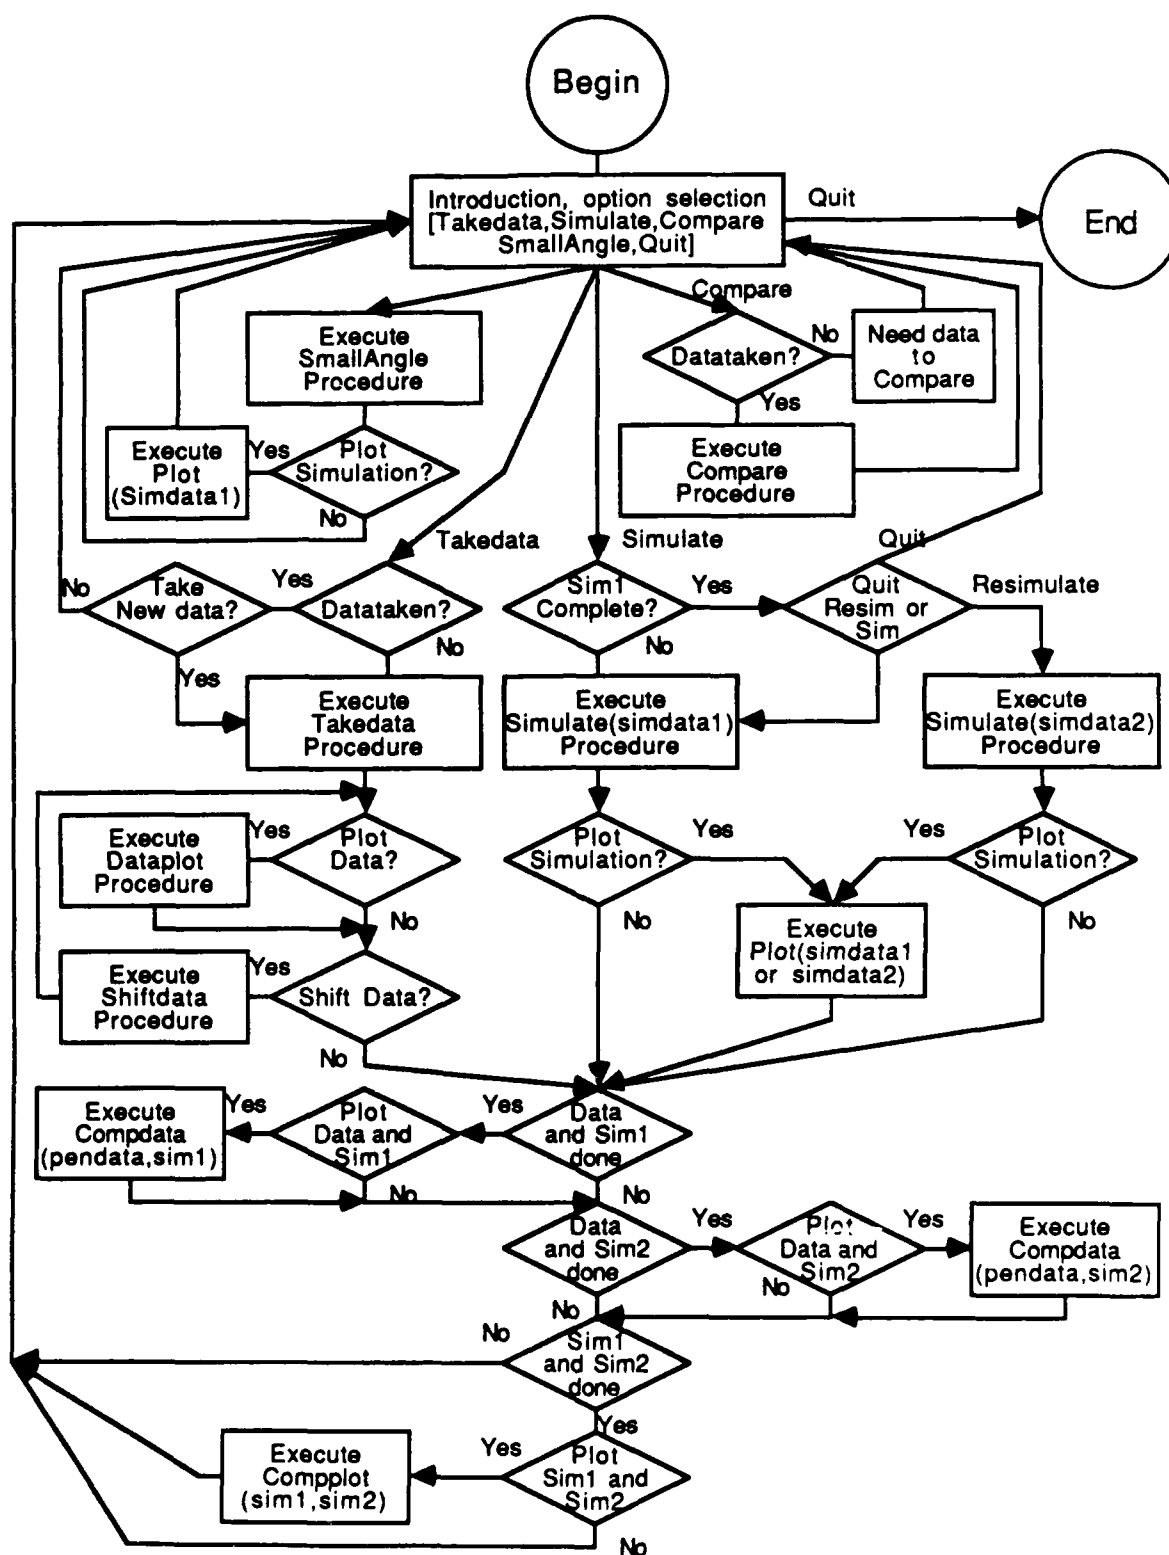 Begin
Introduction, option selection
[Takedata,Simulate,Compare
SmallAngle,Quit]
Quit
End
Compare
Execute
SmallAngle
Procedure
Datataken?
No
Need data
to
Compare
Yes
Execute
Plot
(Simdata1)
Yes
Plot
Simulation?
No
Execute
Compare
Procedure
Takedata
Simulate
Quit
No
Take
New data?
Yes
Datataken?
No
Yes
Sim1
Complete?
Yes
No
Quit
Resim or
Sim
Resimulate
Execute
Takedata
Procedure
Execute
Simulate(simdata1)
Procedure
Execute
Simulate(simdata2)
Procedure
Execute
Dataplot
Procedure
Yes
Plot
Data?
No
Plot
Simulation?
Yes
No
Yes
Plot
Simulation?
No
Execute
Plot(simdata1
or simdata2)
Execute
Shiftdata
Procedure
Yes
Shift Data?
No
Execute
Compdata
(pendata,sim1)
Yes
Plot
Data and
Sim1
No
Yes
Data
and Sim1
done
No
Data
and Sim2
done
No
Yes
Plot
Data and
Sim2
No
Yes
Execute
Compdata
(pendata,sim2)
No
Sim1
and Sim2
done
Yes
Execute
Compplot
(sim1,sim2)
Yes
Plot
Sim1 and
Sim2
No